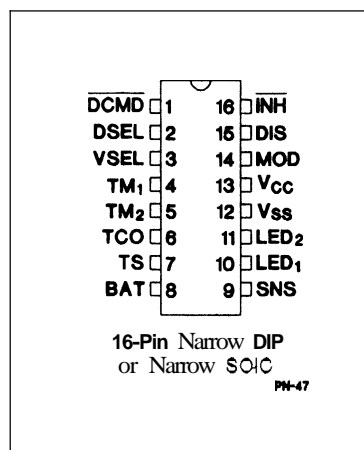 DCMD 1 16 INH
DSEL 2 15 DIS
VSEL 3 14 MOD
TM1 4 13 VCC
TM2 5 12 VSS
TCO 6 11 LED2
TS 7 10 LED1
BAT 8 9 SNS
16-Pin Narrow DIP
or Narrow SOIC
PN-47